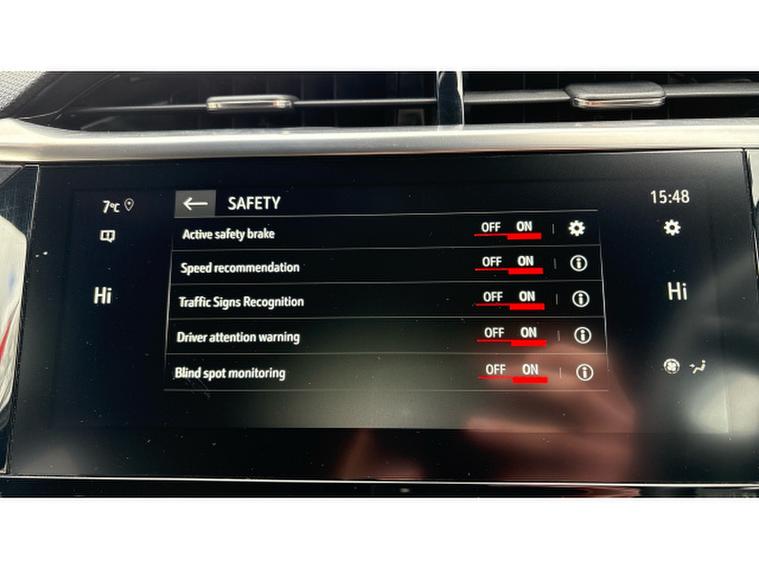 7°C SAFETY 15:48
Active safety brake OFF ON
Speed recommendation OFF ON
Hi Hi
Traffic Signs Recognition OFF ON
Driver attention warning OFF ON
Blind spot monitoring OFF ON